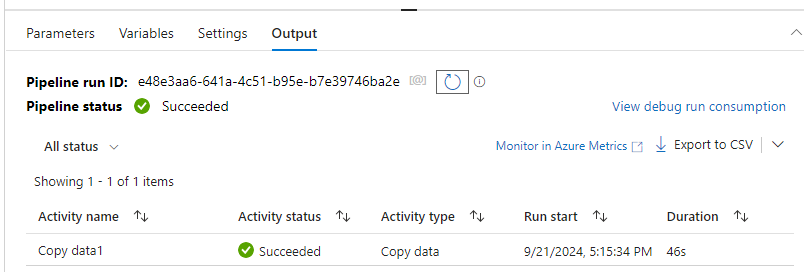 Parameters Variables Settings Output
Pipeline run ID: e48e3aa6-641a-4c51-b95e-b7e39746ba2e [@]
Pipeline status Succeeded View debug run consumption
All status Monitor in Azure Metrics Export to CSV
Showing 1 - 1 of 1 items
Activity name Activity status Activity type Run start Duration
Copy data1 Succeeded Copy data 9/21/2024, 5:15:34 PM 46s